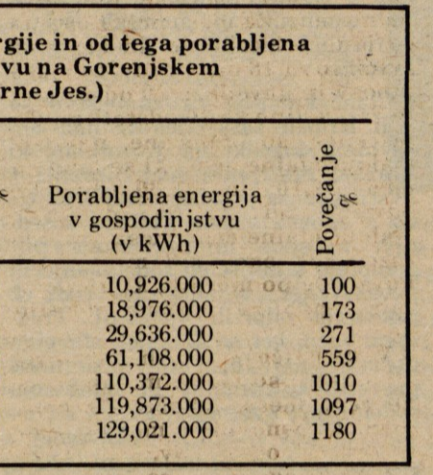 rgije in od tega porabljena
vu na Gorenjskem
rne Jes.)
%
Porabljena energija
v gospodinjstvu
(v kWh)
Povečanje
%
10,926.000 100
18,976.000 173
29,636.000 271
61,108.000 559
110,372.000 1010
119,873.000 1097
129,021.000 1180